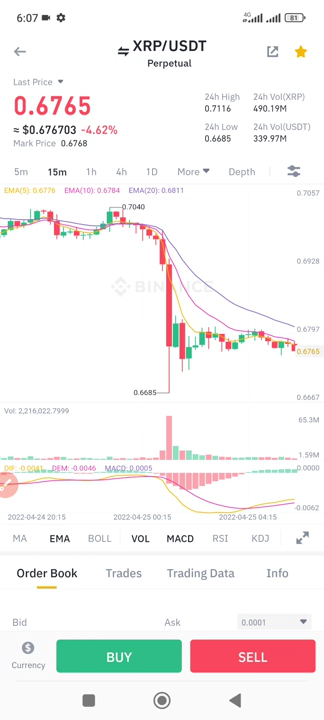 6:07
4G
81
XRP/USDT
Perpetual
Last Price
0.6765
≈ $0.676703 -4.62%
Mark Price 0.6768
24h High
0.7116
24h Vol(XRP)
490.19M
24h Low
0.6685
24h Vol(USDT)
339.97M
5m 15m 1h 4h 1D More Depth
EMA(5): 0.6776 EMA(10): 0.6784 EMA(20): 0.6811
0.7057
0.7040
0.6928
BINANCE
0.6797
0.6765
0.6685
0.6667
Vol: 2,216,022.7999
65.3M
1.59M
DIF: -0.0041 DEM: -0.0046 MACD: 0.0005
0.0000
-0.0062
2022-04-24 20:15 2022-04-25 00:15 2022-04-25 04:15
MA EMA BOLL VOL MACD RSI KDJ
Order Book Trades Trading Data Info
Bid Ask 0.0001
Currency
BUY
SELL